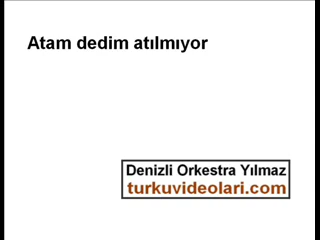 Atam dedim atılmıyor
Denizli Orkestra Yılmaz
turkuvideolari.com